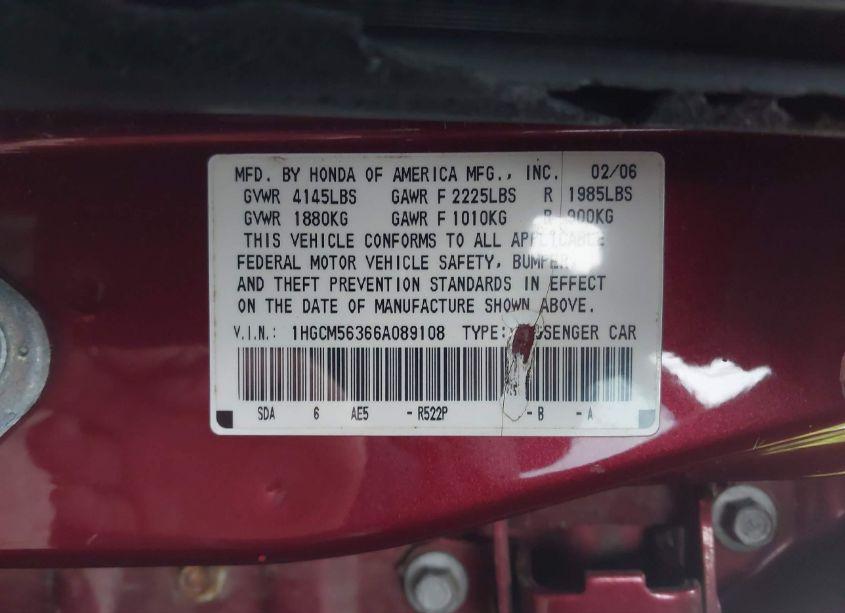 MFD. BY HONDA OF AMERICA MFG., INC. 02/06
GVWR 4145LBS GAWR F 2225LBS R 1985LBS
GVWR 1880KG GAWR F 1010KG R 900KG
THIS VEHICLE CONFORMS TO ALL APPLICABLE
FEDERAL MOTOR VEHICLE SAFETY, BUMPER,
AND THEFT PREVENTION STANDARDS IN EFFECT
ON THE DATE OF MANUFACTURE SHOWN ABOVE.
V.I.N.: 1HGCM56366A089108 TYPE: PASSENGER CAR
SDA 6 AE5 - R522P - B - A